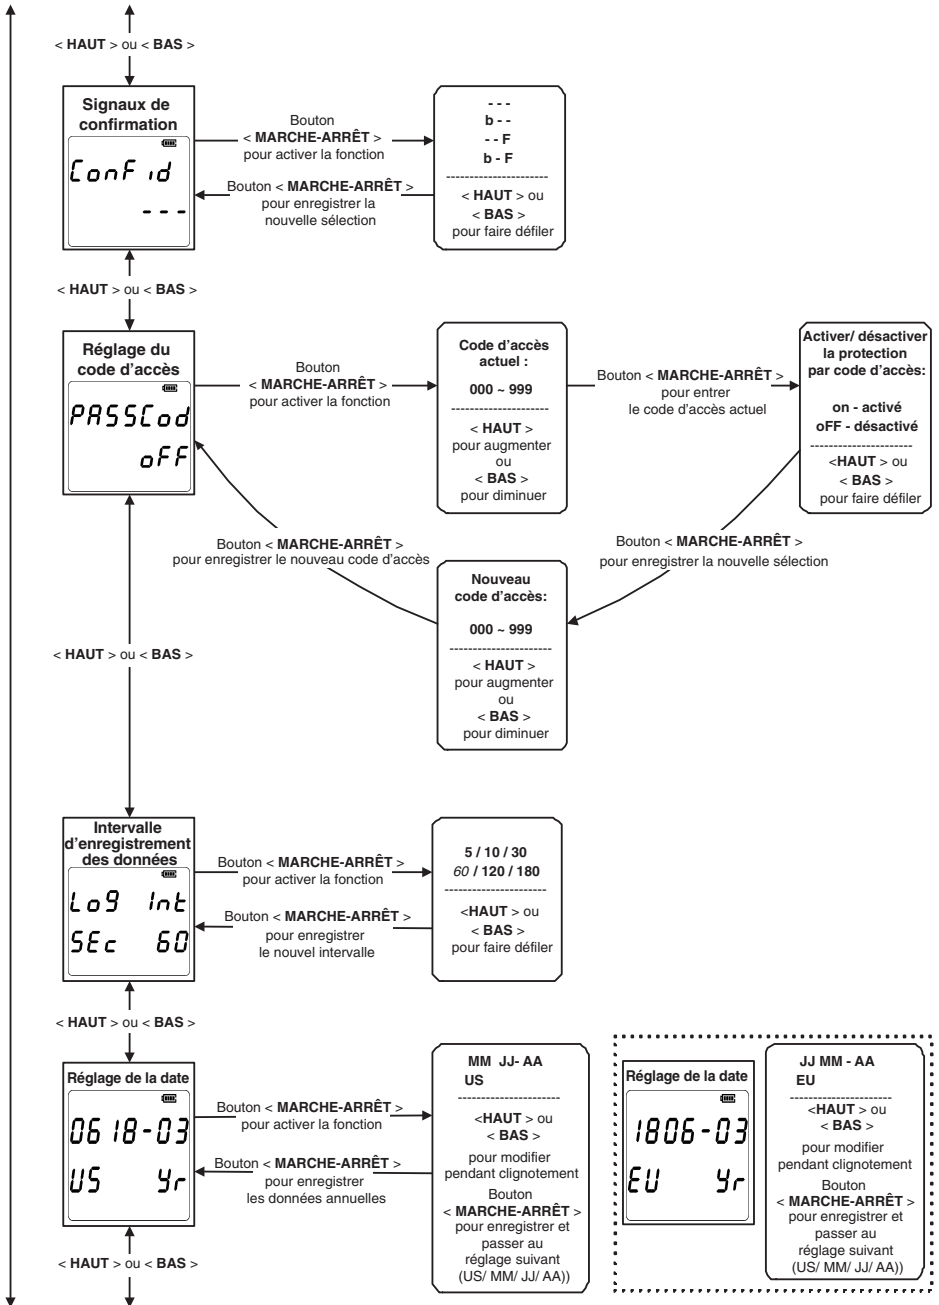 < HAUT > ou < BAS >
Signaux de
confirmation
ConFid
---
Bouton
< MARCHE-ARRÊT >
pour activer la fonction
Bouton < MARCHE-ARRÊT >
pour enregistrer la
nouvelle sélection
- - -
b - -
- - F
b - F
----------------------
< HAUT > ou
< BAS >
pour faire défiler
< HAUT > ou < BAS >
Réglage du
code d'accès
PASSCod
oFF
Bouton
< MARCHE-ARRÊT >
pour activer la fonction
Code d'accès
actuel :
000 ~ 999
---------------------
< HAUT >
pour augmenter
ou
< BAS >
pour diminuer
Bouton < MARCHE-ARRÊT >
pour entrer
le code d'accès actuel
Activer/ désactiver
la protection
par code d'accès:
on - activé
oFF - désactivé
----------------------
<HAUT > ou
< BAS >
pour faire défiler
Bouton < MARCHE-ARRÊT >
pour enregistrer la nouvelle sélection
Bouton < MARCHE-ARRÊT >
pour enregistrer le nouveau code d'accès
Nouveau
code d'accès:
000 ~ 999
----------------------
< HAUT >
pour augmenter
ou
< BAS >
pour diminuer
< HAUT > ou < BAS >
Intervalle
d'enregistrement
des données
Log Int
SEc 60
Bouton < MARCHE-ARRÊT >
pour activer la fonction
Bouton < MARCHE-ARRÊT >
pour enregistrer
le nouvel intervalle
5 / 10 / 30
60 / 120 / 180
----------------------
<HAUT > ou
< BAS >
pour faire défiler
< HAUT > ou < BAS >
Réglage de la date
0618-03
US Yr
Bouton < MARCHE-ARRÊT >
pour activer la fonction
Bouton < MARCHE-ARRÊT >
pour enregistrer
les données annuelles
MM JJ- AA
US
----------------------
<HAUT > ou
< BAS >
pour modifier
pendant clignotement
Bouton
< MARCHE-ARRÊT >
pour enregistrer et
passer au
réglage suivant
(US/ MM/ JJ/ AA))
Réglage de la date
1806-03
EU Yr
JJ MM - AA
EU
----------------------
<HAUT > ou
< BAS >
pour modifier
pendant clignotement
Bouton
< MARCHE-ARRÊT >
pour enregistrer et
passer au
réglage suivant
(US/ MM/ JJ/ AA))
< HAUT > ou < BAS >